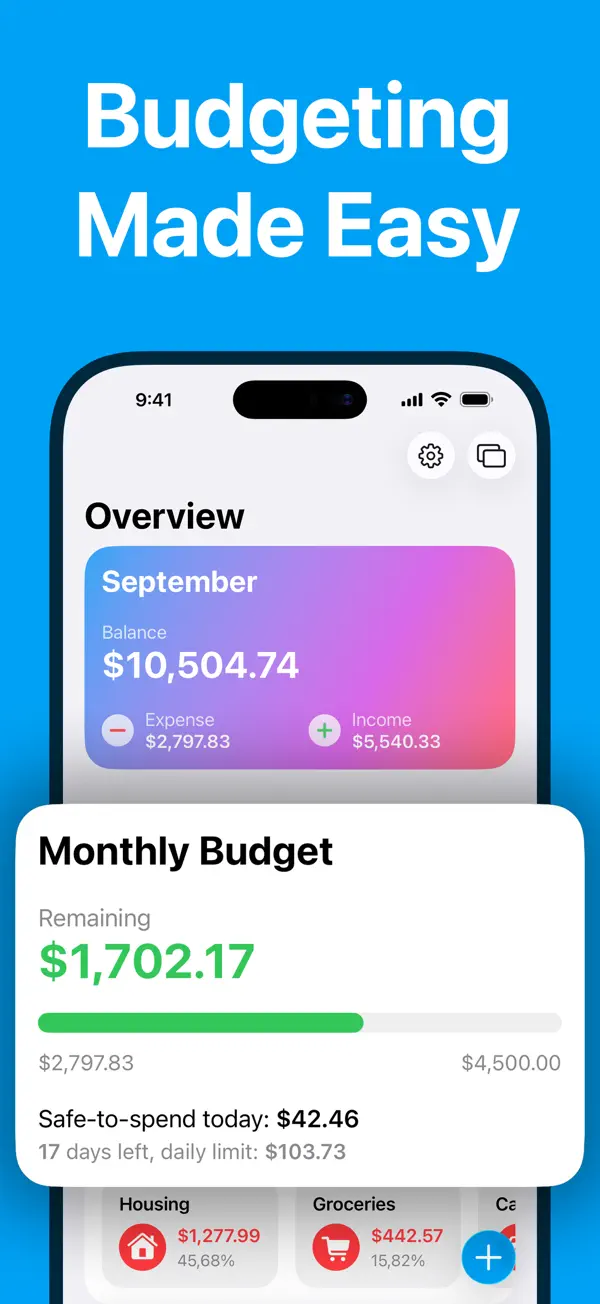 Budgeting
Made Easy
9:41
Overview
September
Balance
$10,504.74
Expense
$2,797.83
Income
$5,540.33
Monthly Budget
Remaining
$1,702.17
$2,797.83
$4,500.00
Safe-to-spend today: $42.46
17 days left, daily limit: $103.73
Housing
$1,277.99
45,68%
Groceries
$442.57
15,82%
Ca